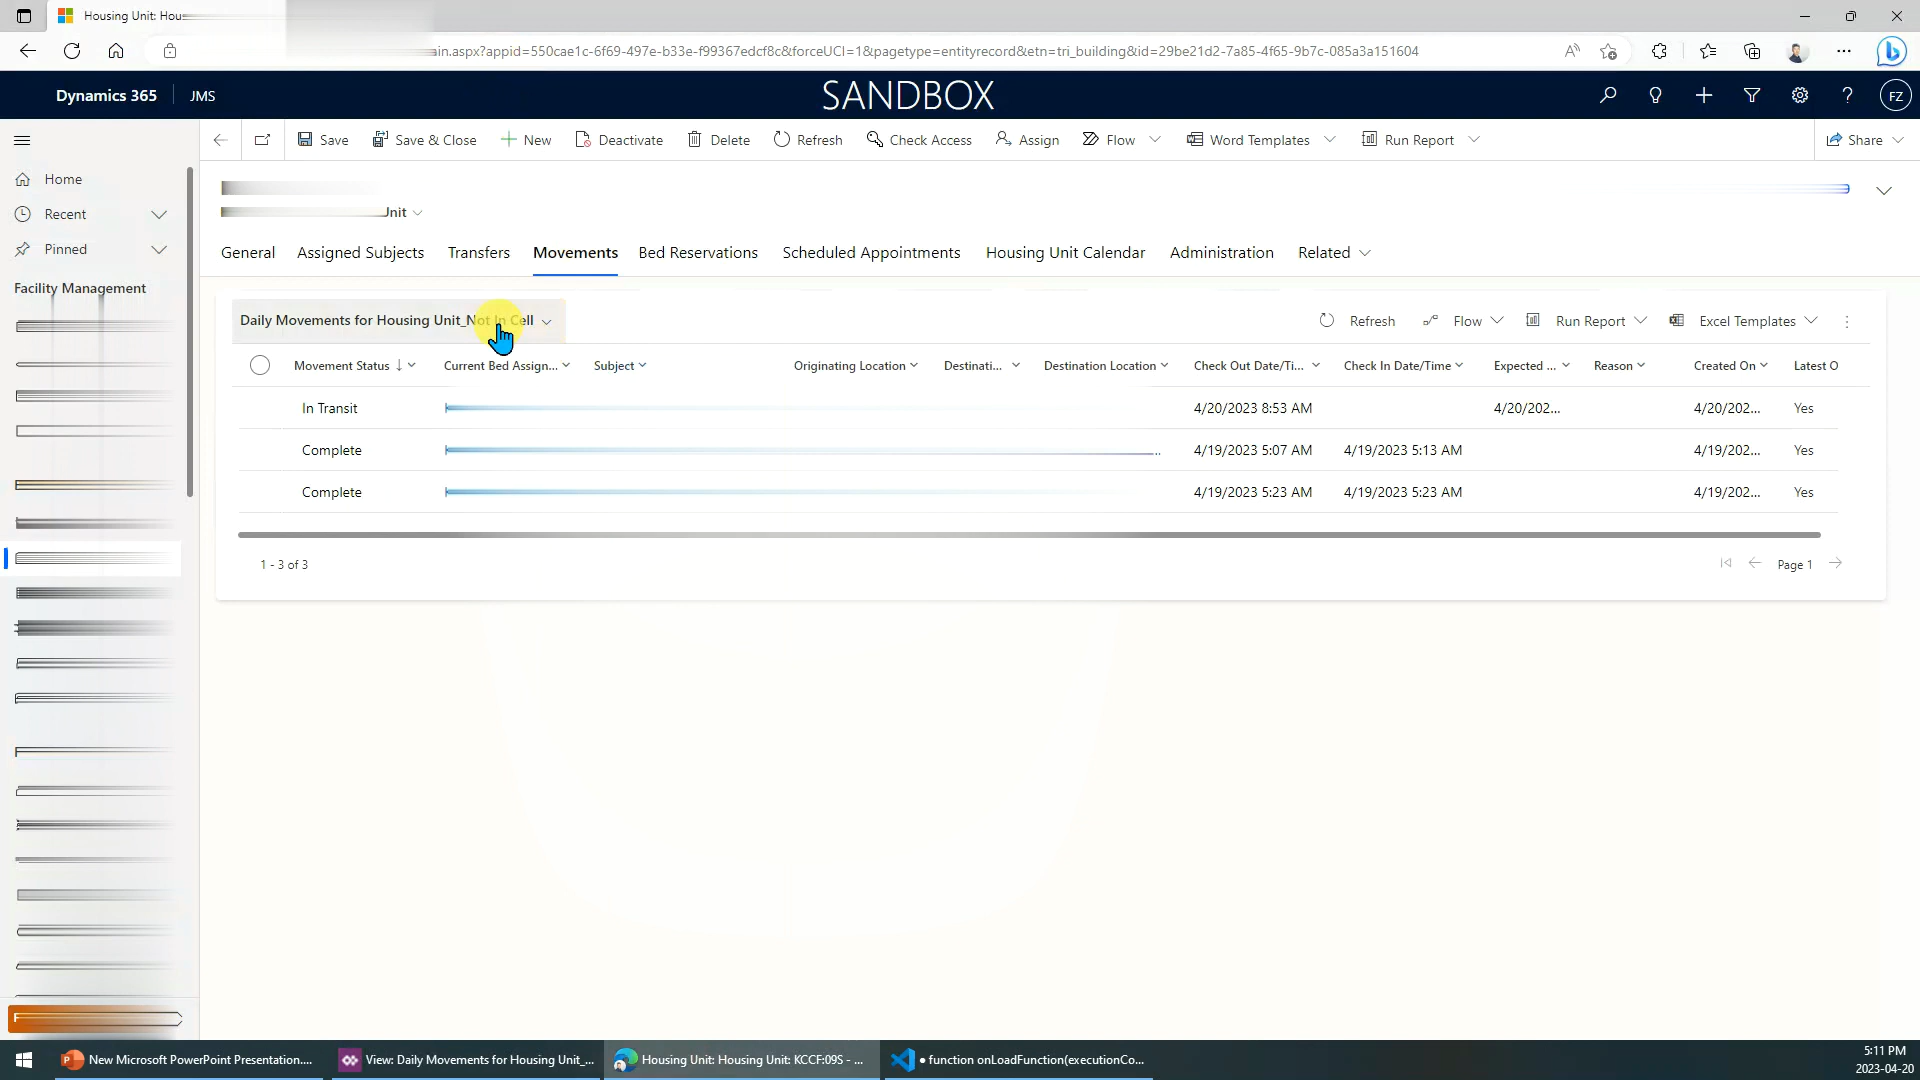 Housing Unit: Hou
ain.aspx?appid=550cae1c-6f69-497e-b33e-f99367edcf8c&forceUCI=1&pagetype=entityrecord&etn=tri_building&id=29be21d2-7a85-4f65-9b7c-085a3a151604
Dynamics 365 JMS SANDBOX FZ
Save Save & Close New Deactivate Delete Refresh Check Access Assign Flow Word Templates Run Report Share
Home
Recent
Pinned
Facility Management
Unit
General Assigned Subjects Transfers Movements Bed Reservations Scheduled Appointments Housing Unit Calendar Administration Related
Daily Movements for Housing Unit_Not In Cell Refresh Flow Run Report Excel Templates
Movement Status Current Bed Assign... Subject Originating Location Destinati... Destination Location Check Out Date/Ti... Check In Date/Time Expected ... Reason Created On Latest O
In Transit 4/20/2023 8:53 AM 4/20/202... 4/20/202... Yes
Complete ... 4/19/2023 5:07 AM 4/19/2023 5:13 AM 4/19/202... Yes
Complete 4/19/2023 5:23 AM 4/19/2023 5:23 AM 4/19/202... Yes
1 - 3 of 3 Page 1
New Microsoft PowerPoint Presentation.... View: Daily Movements for Housing Unit_... Housing Unit: Housing Unit: KCCF:09S - ... • function onLoadFunction(executionCo...
5:11 PM
2023-04-20